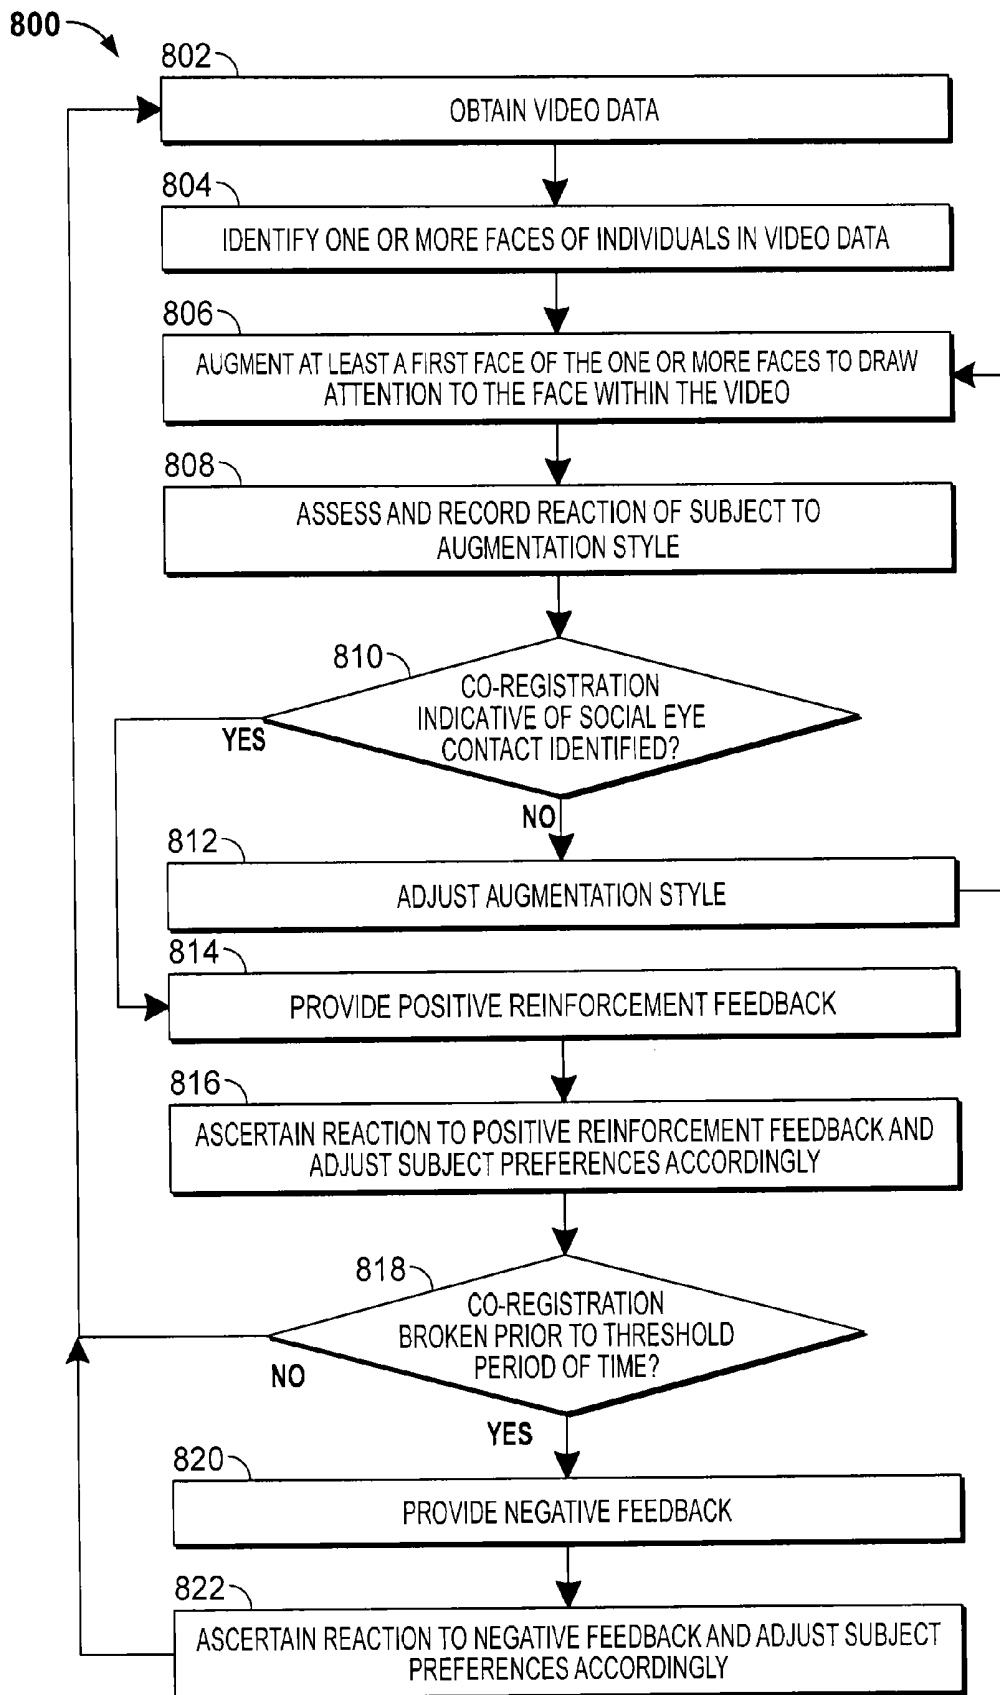 800
802
OBTAIN VIDEO DATA
804
IDENTIFY ONE OR MORE FACES OF INDIVIDUALS IN VIDEO DATA
806
AUGMENT AT LEAST A FIRST FACE OF THE ONE OR MORE FACES TO DRAW
ATTENTION TO THE FACE WITHIN THE VIDEO
808
ASSESS AND RECORD REACTION OF SUBJECT TO
AUGMENTATION STYLE
810
CO-REGISTRATION
INDICATIVE OF SOCIAL EYE
CONTACT IDENTIFIED?
YES
NO
812
ADJUST AUGMENTATION STYLE
814
PROVIDE POSITIVE REINFORCEMENT FEEDBACK
816
ASCERTAIN REACTION TO POSITIVE REINFORCEMENT FEEDBACK AND
ADJUST SUBJECT PREFERENCES ACCORDINGLY
818
CO-REGISTRATION
BROKEN PRIOR TO THRESHOLD
PERIOD OF TIME?
NO
YES
820
PROVIDE NEGATIVE FEEDBACK
822
ASCERTAIN REACTION TO NEGATIVE FEEDBACK AND ADJUST SUBJECT
PREFERENCES ACCORDINGLY